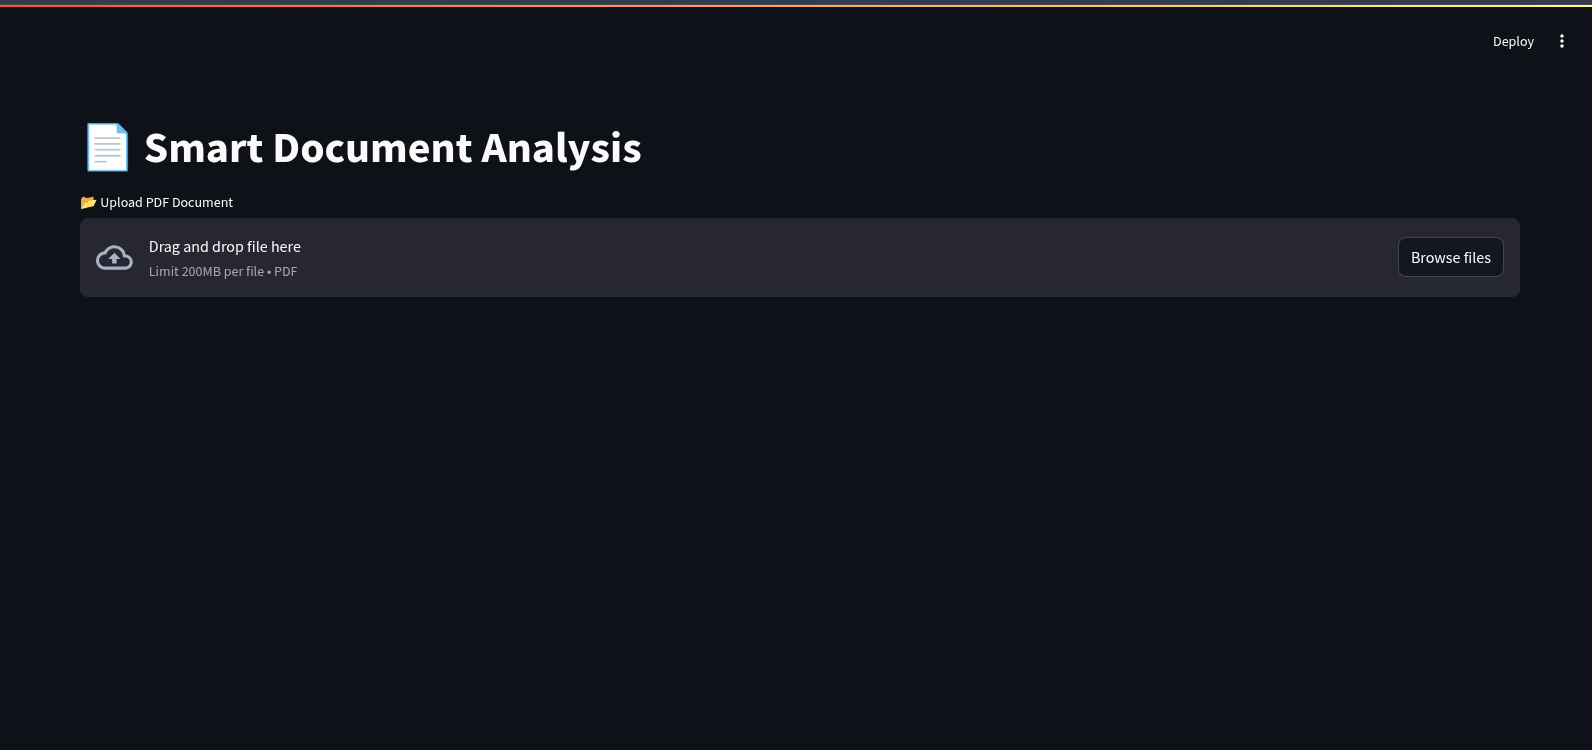 Deploy
📄 Smart Document Analysis
📂 Upload PDF Document
Drag and drop file here
Limit 200MB per file • PDF
Browse files